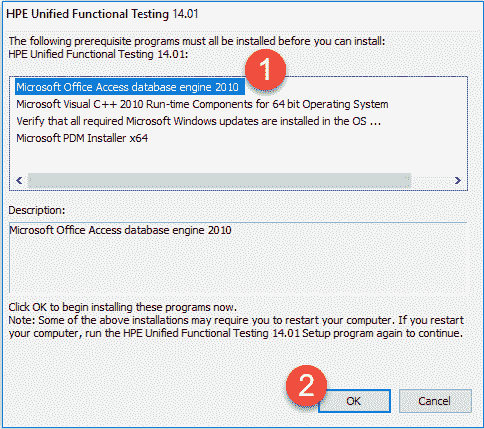 HPE Unified Functional Testing 14.01
The following prerequisite programs must all be installed before you can install:
HPE Unified Functional Testing 14.01:
1
Microsoft Office Access database engine 2010
Microsoft Visual C++ 2010 Run-time Components for 64 bit Operating System
Verify that all required Microsoft Windows updates are installed in the OS ...
Microsoft PDM Installer x64
Description:
Microsoft Office Access database engine 2010
Click OK to begin installing these programs now.
Note: Some of the above installations may require you to restart your computer. If you restart
your computer, run the HPE Unified Functional Testing 14.01 Setup program again to continue.
2
OK Cancel